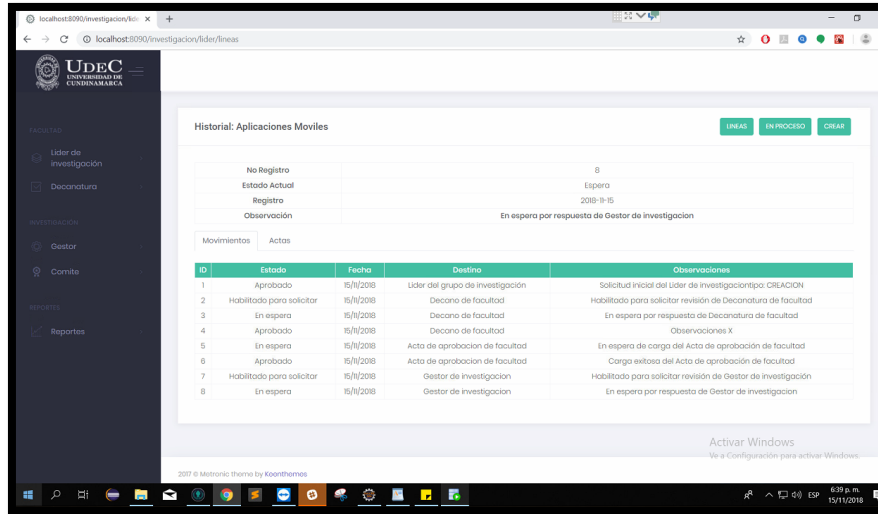 localhost:8090/investigacion/lide
localhost:8090/investigacion/lider/lineas
UDEC
UNIVERSIDAD DE
CUNDINAMARCA
FACULTAD
Lider de
investigación
Decanatura
INVESTIGACIÓN
Gestor
Comite
REPORTES
Reportes
Historial: Aplicaciones Moviles
LINEAS EN PROCESO CREAR
No Registro 8
Estado Actual Espera
Registro 2018-11-15
Observación En espera por respuesta de Gestor de investigacion
Movimientos Actas
ID Estado Fecha Destino Observaciones
1 Aprobado 15/11/2018 Lider del grupo de investigación Solicitud inicial del Lider de investigaciontipo: CREACION
2 Habilitado para solicitar 15/11/2018 Decano de facultad Habilitado para solicitar revisión de Decanatura de facultad
3 En espera 15/11/2018 Decano de facultad En espera por respuesta de Decanatura de facultad
4 Aprobado 15/11/2018 Decano de facultad Observaciones X
5 En espera 15/11/2018 Acta de aprobacion de facultad En espera de carga del Acta de aprobación de facultad
6 Aprobado 15/11/2018 Acta de aprobacion de facultad Carga exitosa del Acta de aprobación de facultad
7 Habilitado para solicitar 15/11/2018 Gestor de investigacion Habilitado para solicitar revisión de Gestor de investigación
8 En espera 15/11/2018 Gestor de investigacion En espera por respuesta de Gestor de investigacion
Activar Windows
Ve a Configuración para activar Windows.
2017 © Metronic theme by Keenthemes
ESP
6:39 p. m.
15/11/2018